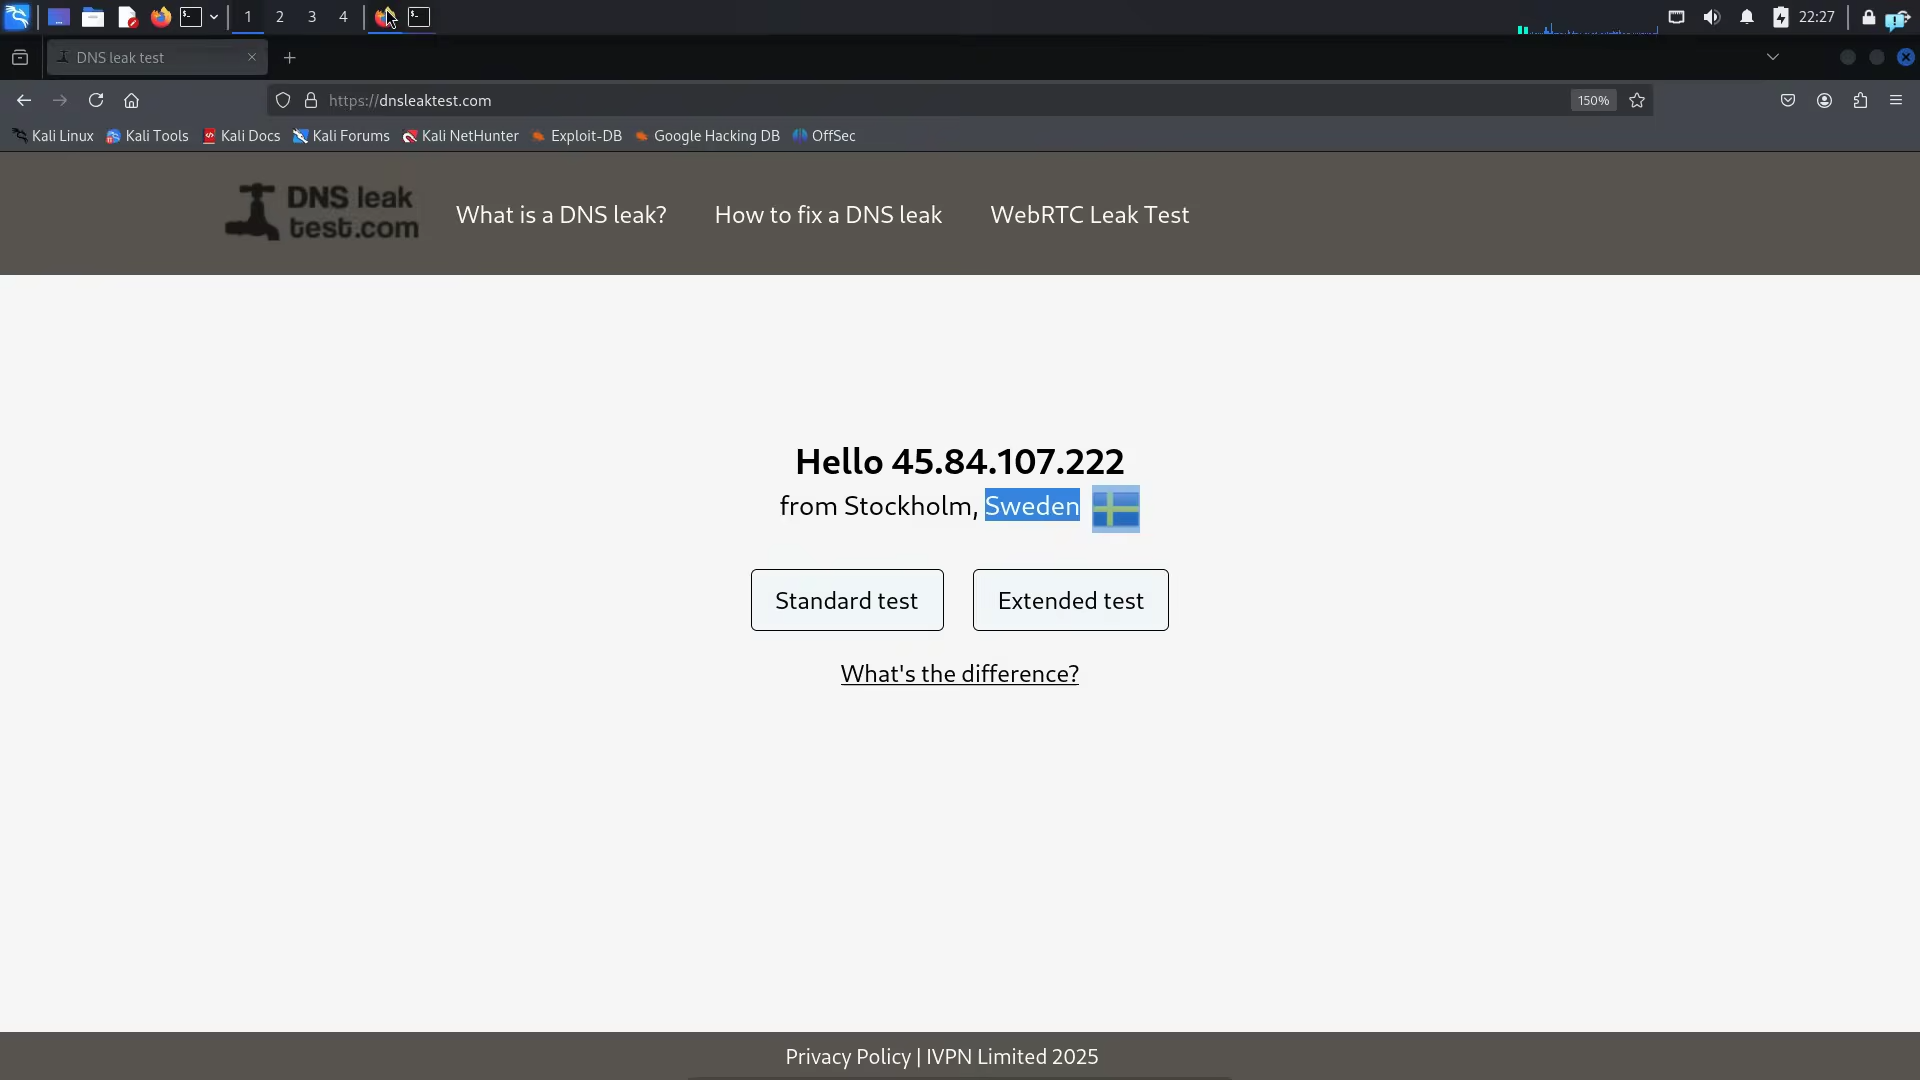 1 2 3 4 22:27
DNS leak test
https://dnsleaktest.com 150%
Kali Linux Kali Tools Kali Docs Kali Forums Kali NetHunter Exploit-DB Google Hacking DB OffSec
DNS leak
test.com
What is a DNS leak? How to fix a DNS leak WebRTC Leak Test
Hello 45.84.107.222
from Stockholm, Sweden
Standard test Extended test
What's the difference?
Privacy Policy | IVPN Limited 2025